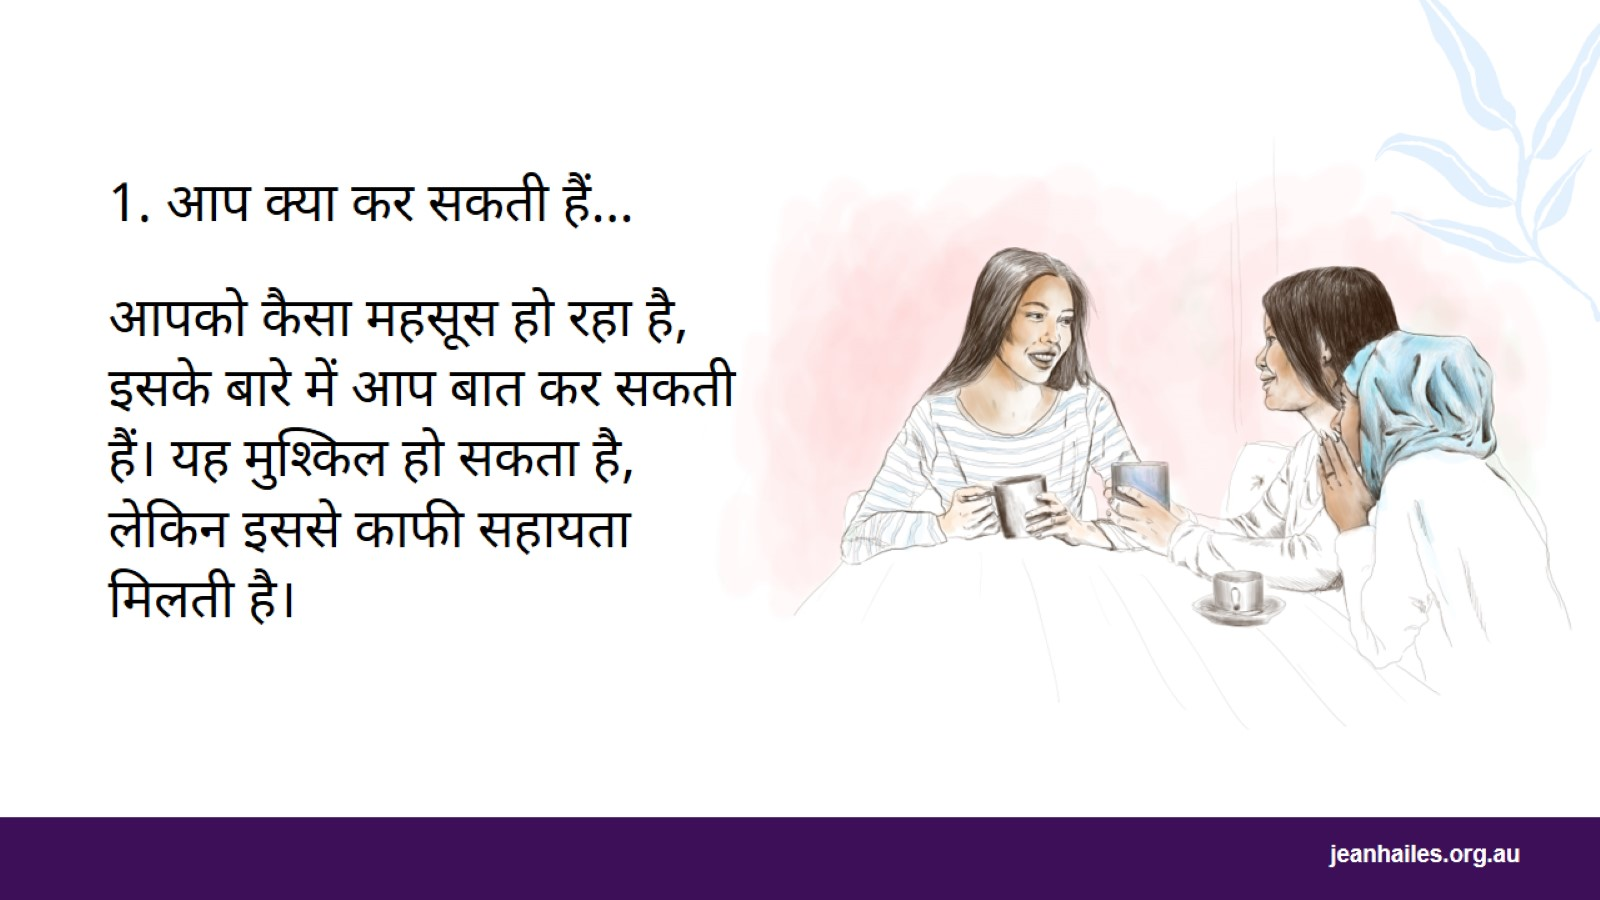 1. आप क्या कर सकती हैं...
आपको कैसा महसूस हो रहा है,
इसके बारे में आप बात कर सकती
हैं। यह मुश्किल हो सकता है,
लेकिन इससे काफी सहायता
मिलती है।
jeanhailes.org.au